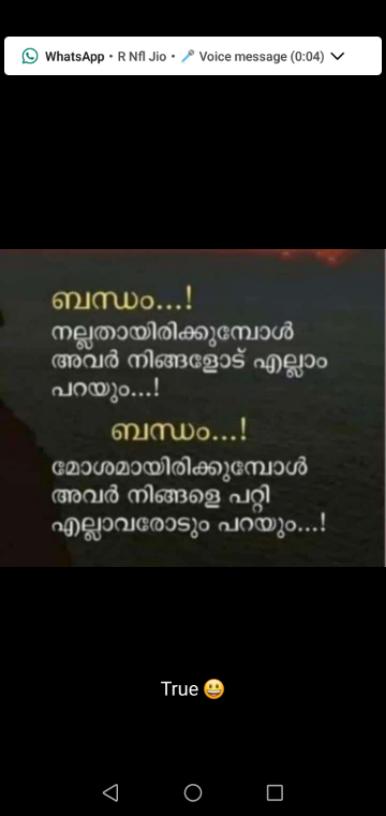 WhatsApp • R Nfl Jio • 🎤 Voice message (0:04)
ബന്ധം...!
നല്ലതായിരിക്കുമ്പോൾ
അവർ നിങ്ങളോട് എല്ലാം
പറയും...!
ബന്ധം...!
മോശമായിരിക്കുമ്പോൾ
അവർ നിങ്ങളെ പറ്റി
എല്ലാവരോടും പറയും...!
True 😀